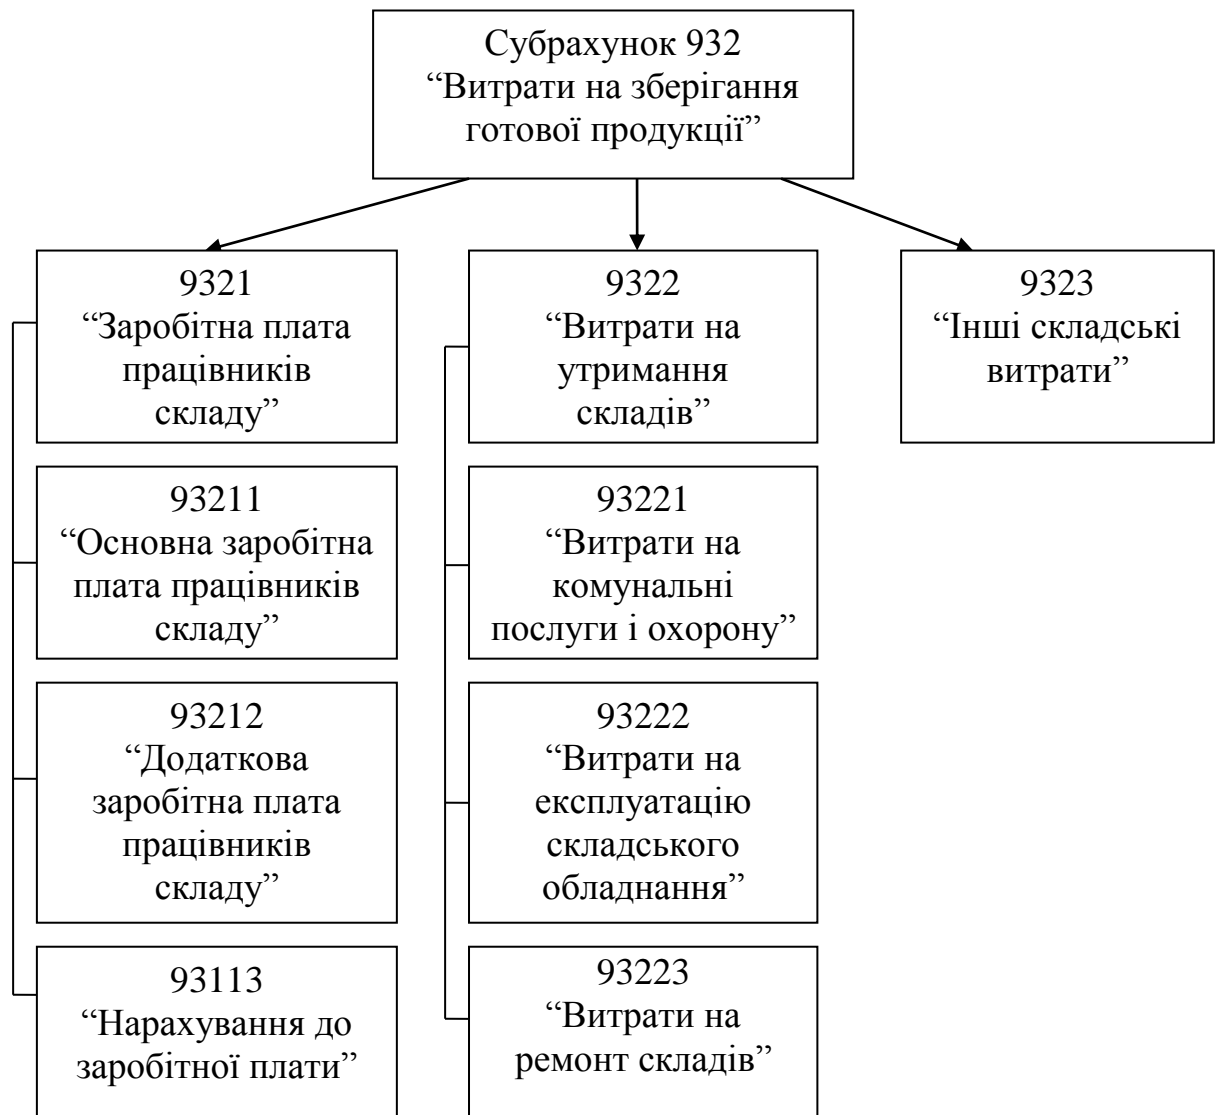 Субрахунок 932
“Витрати на зберігання
готової продукції”
9321
“Заробітна плата
працівників
складу”
9322
“Витрати на
утримання
складів”
9323
“Інші складські
витрати”
93211
“Основна заробітна
плата працівників
складу”
93221
“Витрати на
комунальні
послуги і охорону”
93212
“Додаткова
заробітна плата
працівників
складу”
93222
“Витрати на
експлуатацію
складського
обладнання”
93113
“Нарахування до
заробітної плати”
93223
“Витрати на
ремонт складів”